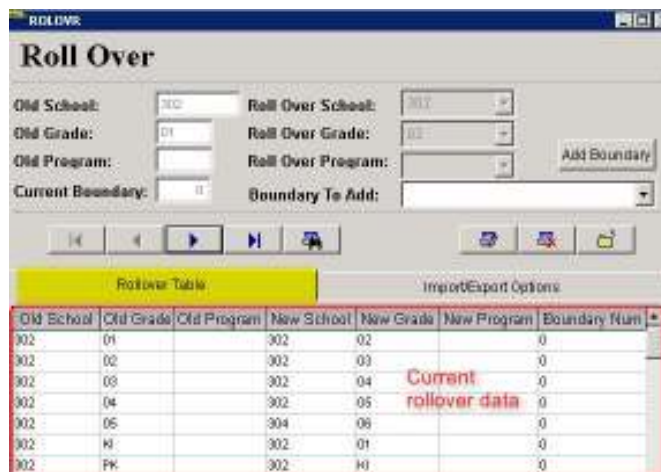 ROLOVR
Roll Over
Old School: 302 Roll Over School: 302
Old Grade: 01 Roll Over Grade: 02
Old Program: Roll Over Program:
Add Boundary
Current Boundary: 0 Boundary To Add:
Rollover Table Import/Export Options
Old School Old Grade Old Program New School New Grade New Program Boundary Num
302 01 302 02 0
302 02 302 03 0
302 03 302 04 0
302 04 302 05 0
302 05 304 06 0
302 KI 302 01 0
302 PK 302 KI 0
Current
rollover data